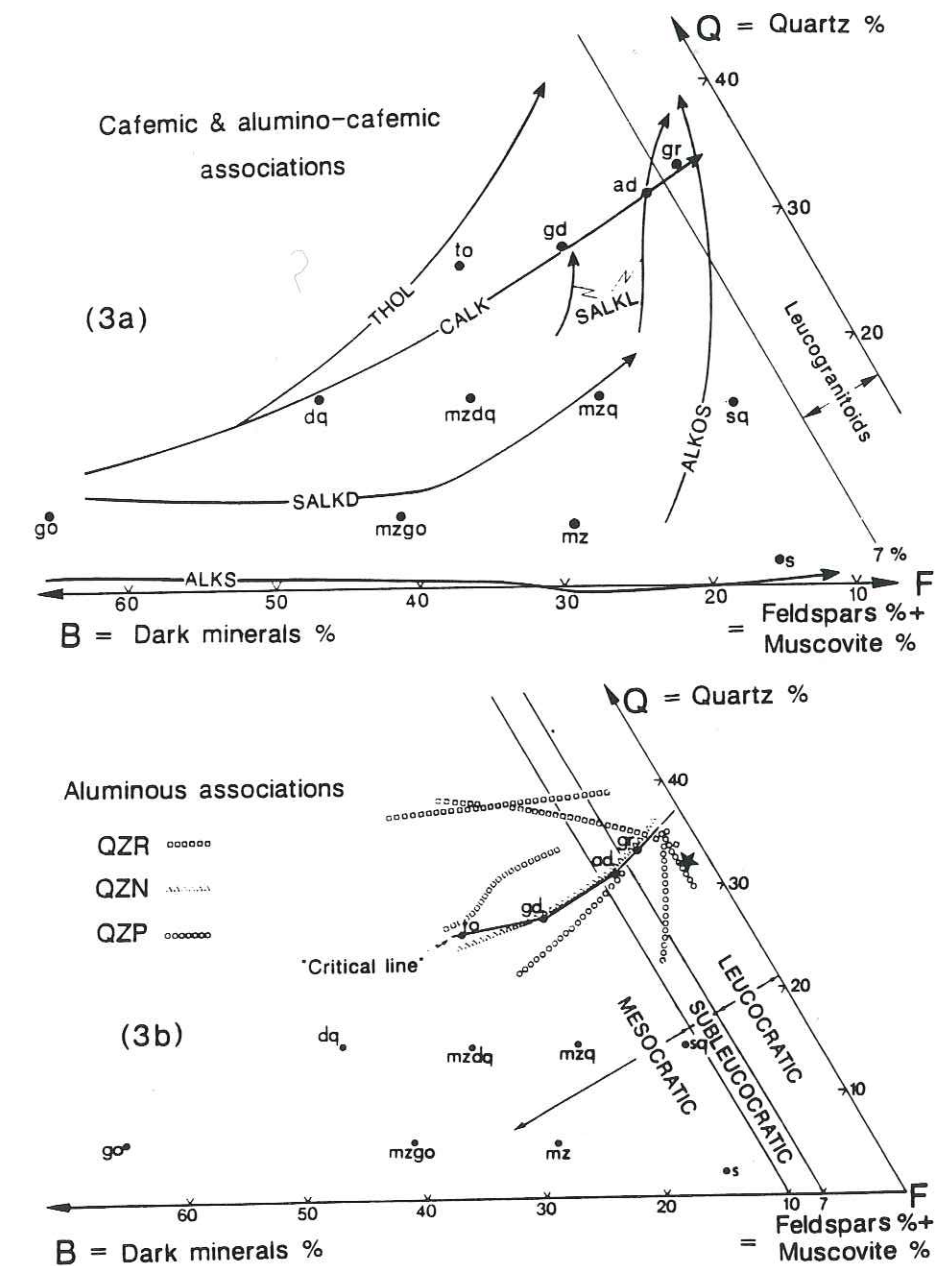 Q = Quartz %
40
Cafemic & alumino-cafemic
associations
gr
ad
30
gd
to
?
THOL
CALK
SALKL
(3a)
20
Leucogranitoids
dq
mzdq
mzq
sq
ALKOS
SALKD
go
mzgo
mz
s
7 %
ALKS
F
60
50
40
30
20
10
B = Dark minerals %
= Feldspars %+
Muscovite %
Q = Quartz %
40
Aluminous associations
QZR
QZN
QZP
gr
ad
30
gd
to
"Critical line"
20
LEUCOCRATIC
SUBLEUCOCRATIC
MESOCRATIC
(3b)
dq
mzdq
mzq
sq
10
go
mzgo
mz
s
F
60
50
40
30
20
10
7
B = Dark minerals %
= Feldspars %+
Muscovite %